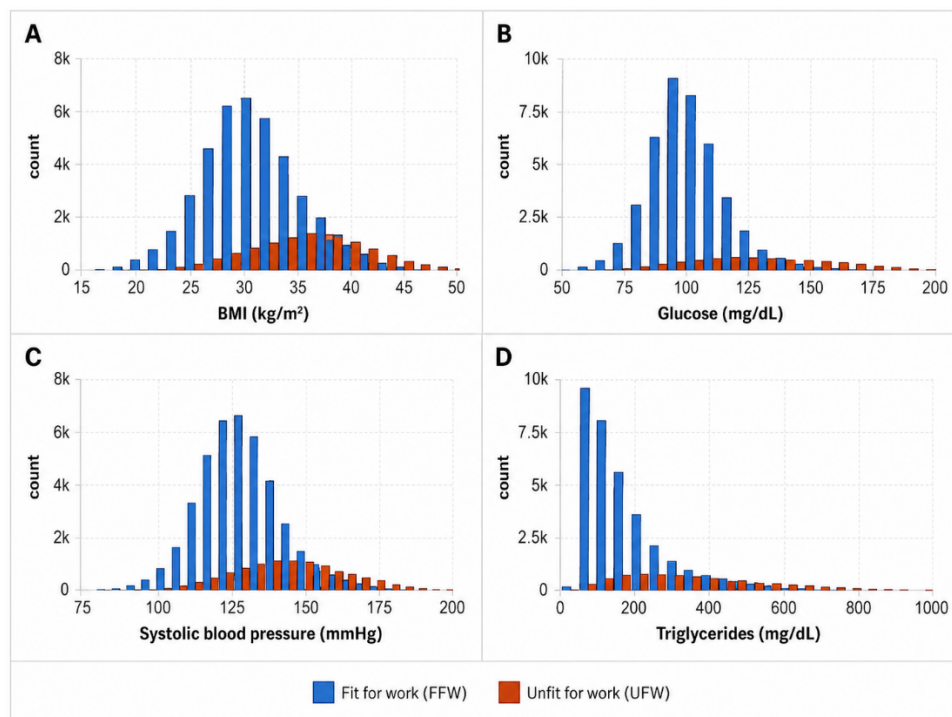 A
8k
6k
4k
2k
0
count
15 20 25 30 35 40 45 50
BMI (kg/m²)
B
10k
7.5k
5k
2.5k
0
count
50 75 100 125 150 175 200
Glucose (mg/dL)
C
8k
6k
4k
2k
0
count
75 100 125 150 175 200
Systolic blood pressure (mmHg)
D
10k
7.5k
5k
2.5k
0
count
0 200 400 600 800 1000
Triglycerides (mg/dL)
Fit for work (FFW) Unfit for work (UFW)